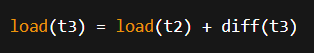 load(t3) = load(t2) + diff(t3)